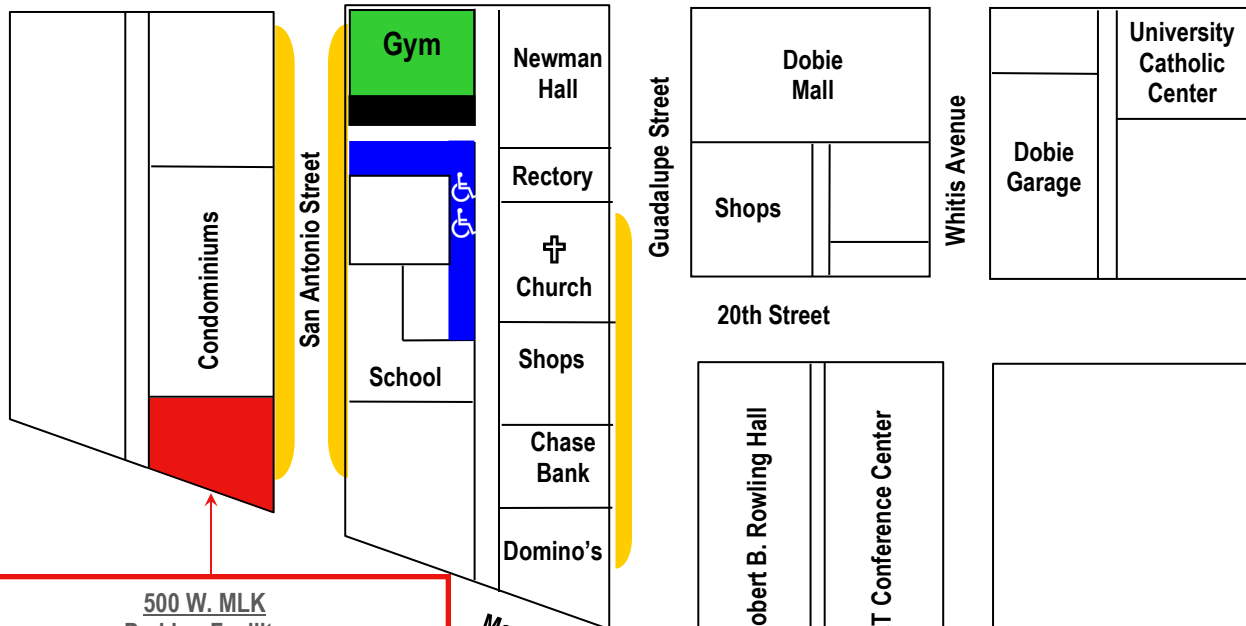 Gym
Newman
Hall
Rectory
Church
Shops
Chase
Bank
Domino's
School
San Antonio Street
Condominiums
Guadalupe Street
Dobie
Mall
Shops
Whitis Avenue
University
Catholic
Center
Dobie
Garage
20th Street
obert B. Rowling Hall
T Conference Center
500 W. MLK